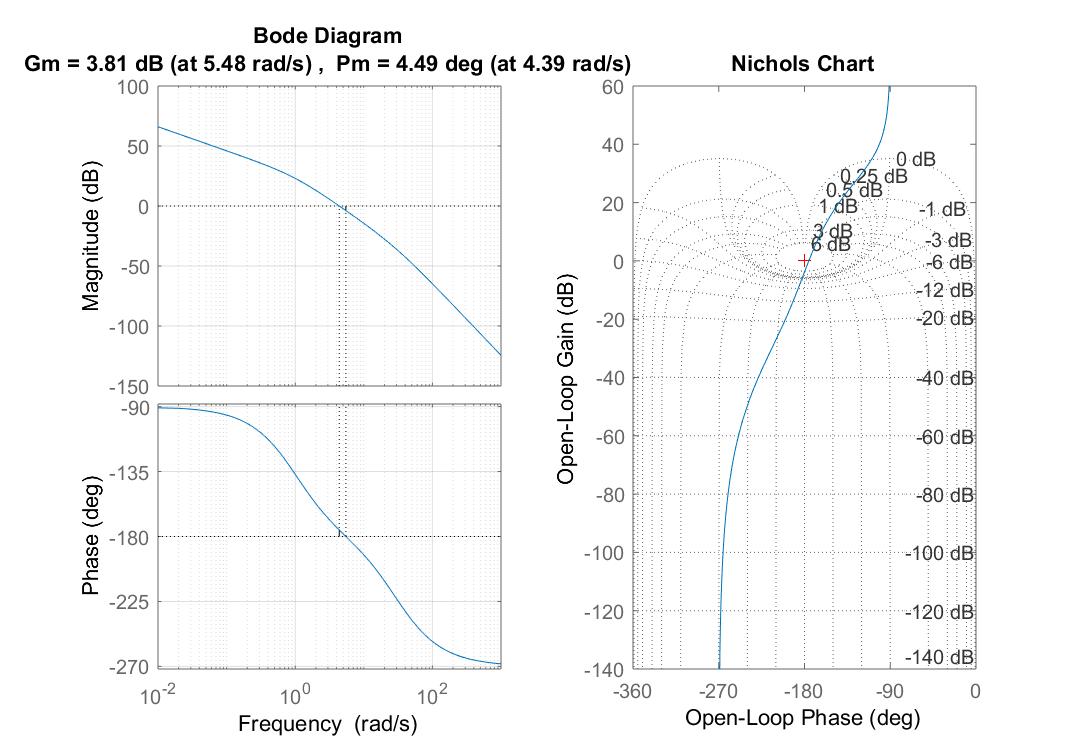 Bode Diagram
Gm = 3.81 dB (at 5.48 rad/s) ,  Pm = 4.49 deg (at 4.39 rad/s)
100
50
0
-50
-100
-150
Magnitude (dB)
-90
-135
-180
-225
-270
Phase (deg)
10^-2
10^0
10^2
Frequency  (rad/s)
Nichols Chart
60
40
20
0
-20
-40
-60
-80
-100
-120
-140
Open-Loop Gain (dB)
0 dB
0.25 dB
0.5 dB
1 dB
3 dB
6 dB
-1 dB
-3 dB
-6 dB
-12 dB
-20 dB
-40 dB
-60 dB
-80 dB
-100 dB
-120 dB
-140 dB
-360
-270
-180
-90
0
Open-Loop Phase (deg)